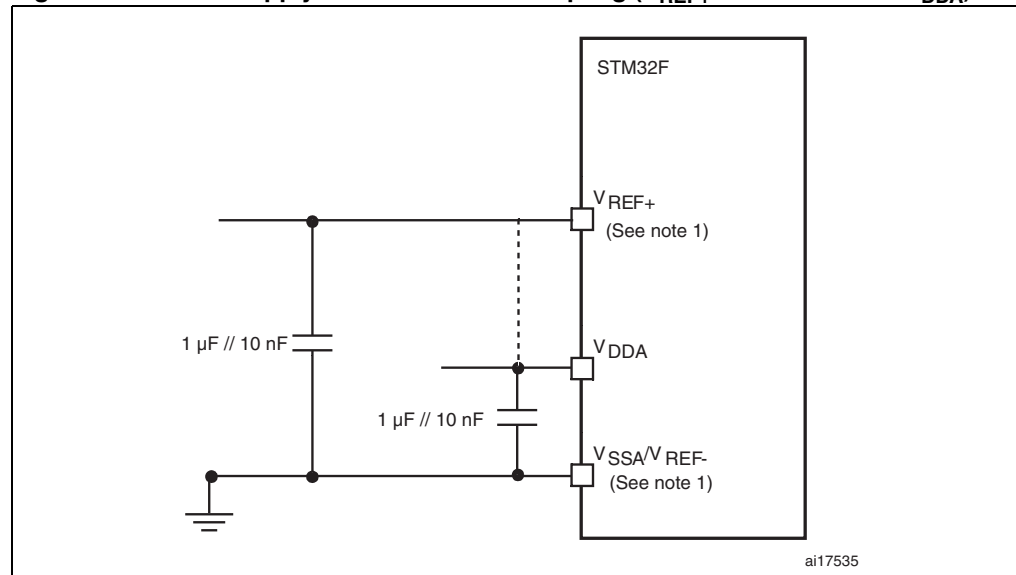 STM32F
VREF+
(See note 1)
1 µF // 10 nF
VDDA
1 µF // 10 nF
VSSA/VREF-
(See note 1)
ai17535